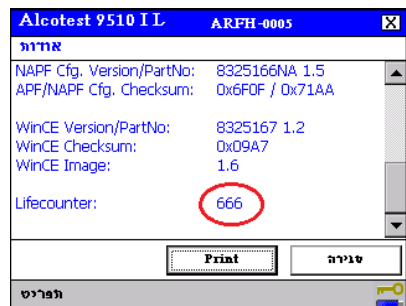 Alcotest 9510 I L ARFH-0005 X
אודות
NAPF Cfg. Version/PartNo: 8325166NA 1.5
APF/NAPF Cfg. Checksum: 0x6F0F / 0x71AA
WinCE Version/PartNo: 8325167 1.2
WinCE Checksum: 0x09A7
WinCE Image: 1.6
Lifecounter: 666
Print סגירה
תפריט